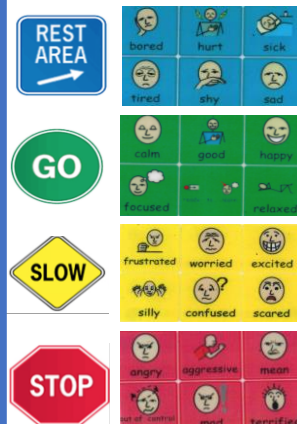 REST
AREA
bored hurt sick
tired shy sad
GO
calm good happy
focused relaxed
SLOW
frustrated worried excited
silly confused scared
STOP
angry aggressive mean
out of control mad terrified